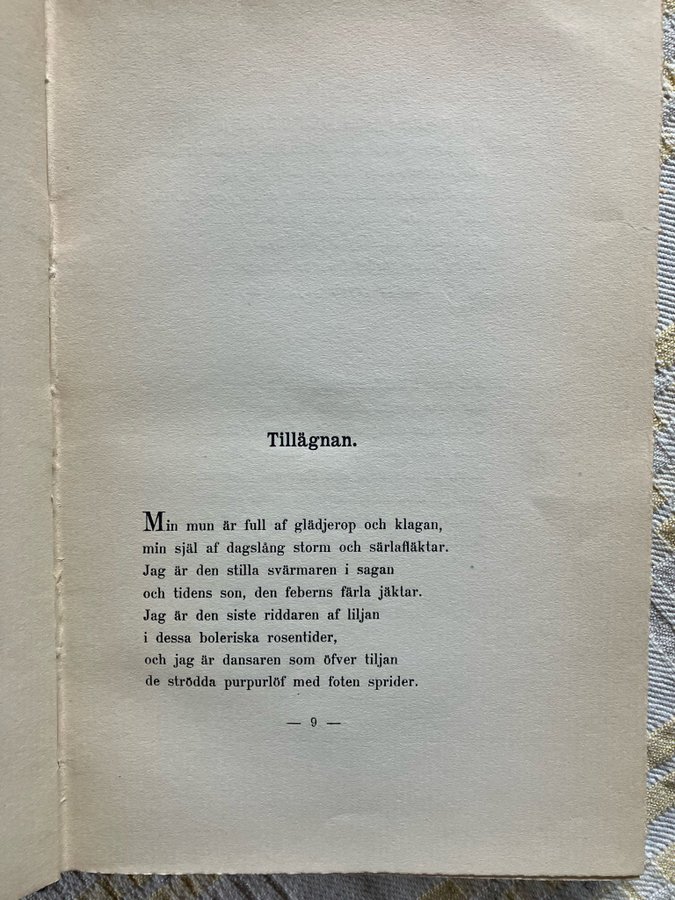 Tillägnan.
Min mun är full af glädjerop och klagan,
min själ af dagslång storm och särlafläktar.
Jag är den stilla svärmaren i sagan
och tidens son, den feberns färla jäktar.
Jag är den siste riddaren af liljan
i dessa boleriska rosentider,
och jag är dansaren som öfver tiljan
de strödda purpurlöf med foten sprider.
— 9 —